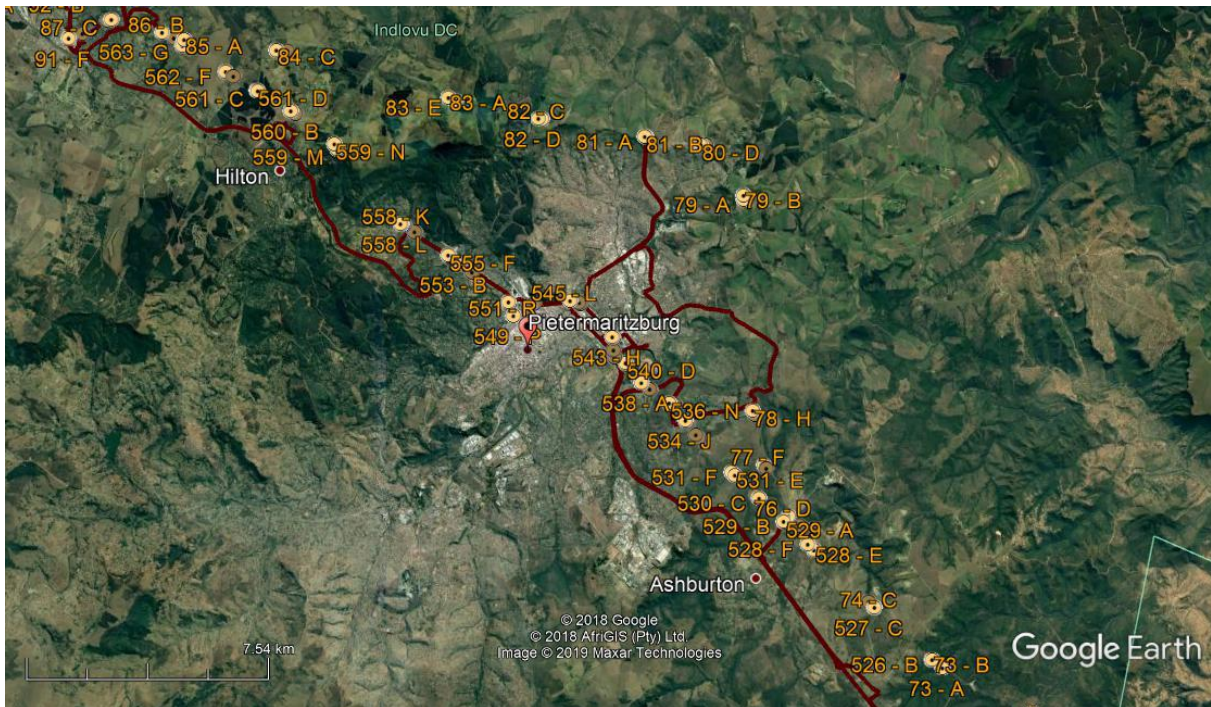 92 - B
87 - C
86 - B
Indlovu DC
91 - F
563 - G
85 - A
84 - C
562 - F
561 - C
561 - D
83 - E
83 - A
82 - C
82 - D
81 - A
81 - B
80 - D
560 - B
559 - M
559 - N
Hilton
79 - A
79 - B
558 - K
558 - L
555 - F
553 - B
545 - L
551 - R
Pietermaritzburg
549 - P
543 - H
540 - D
538 - A
536 - N
78 - H
534 - J
77 - F
531 - F
531 - E
530 - C
76 - D
529 - B
529 - A
528 - F
528 - E
Ashburton
74 - C
527 - C
© 2018 Google
© 2018 AfriGIS (Pty) Ltd.
Image © 2019 Maxar Technologies
7.54 km
Google Earth
526 - B
73 - B
73 - A